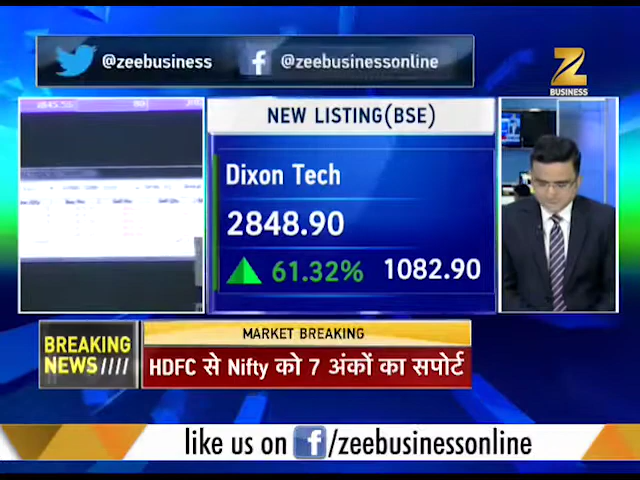 @zeebusiness
@zeebusinessonline
Z
BUSINESS
NEW LISTING(BSE)
Dixon Tech
2848.90
61.32% 1082.90
BREAKING
NEWS ////
MARKET BREAKING
HDFC से Nifty को 7 अंकों का सपोर्ट
like us on f/zeebusinessonline